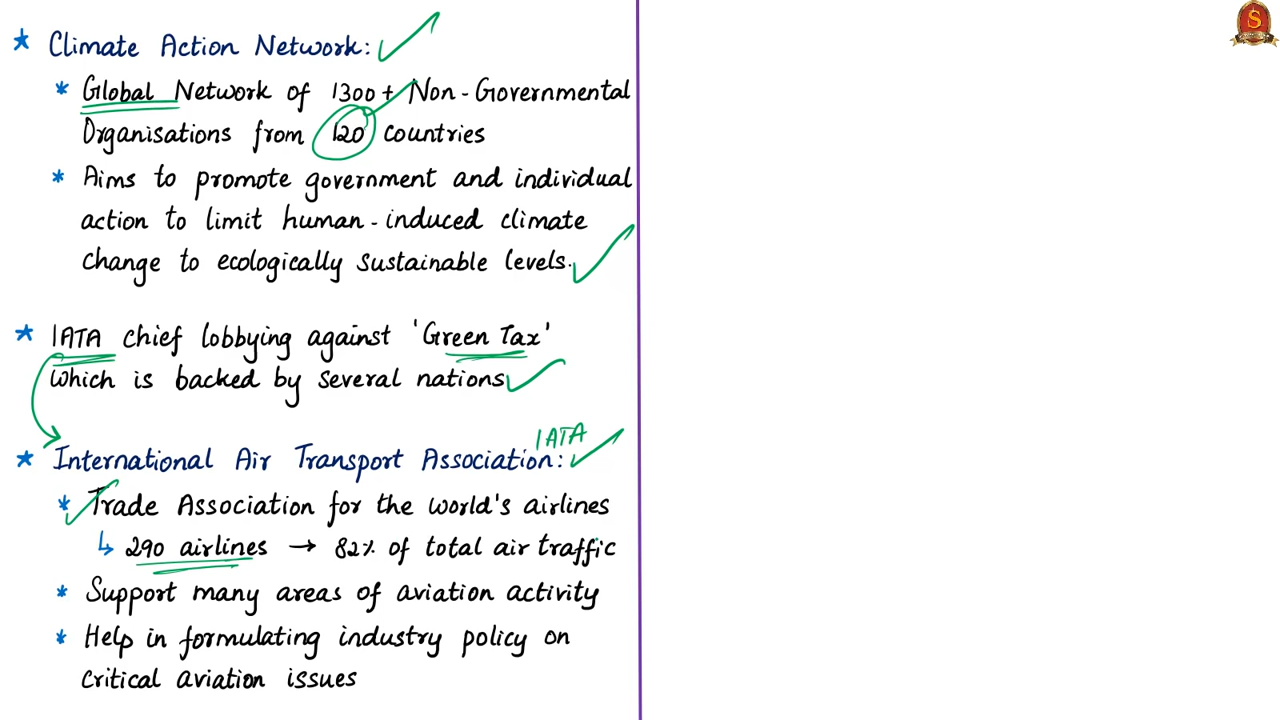 * Climate Action Network:
* Global Network of 1300+ Non-Governmental
Organisations from 120 countries
* Aims to promote government and individual
action to limit human-induced climate
change to ecologically sustainable levels.
* IATA chief lobbying against 'Green Tax'
which is backed by several nations
IATA
* International Air Transport Association:
* Trade Association for the world's airlines
↳ 290 airlines → 82% of total air traffic
* Support many areas of aviation activity
* Help in formulating industry policy on
critical aviation issues
S